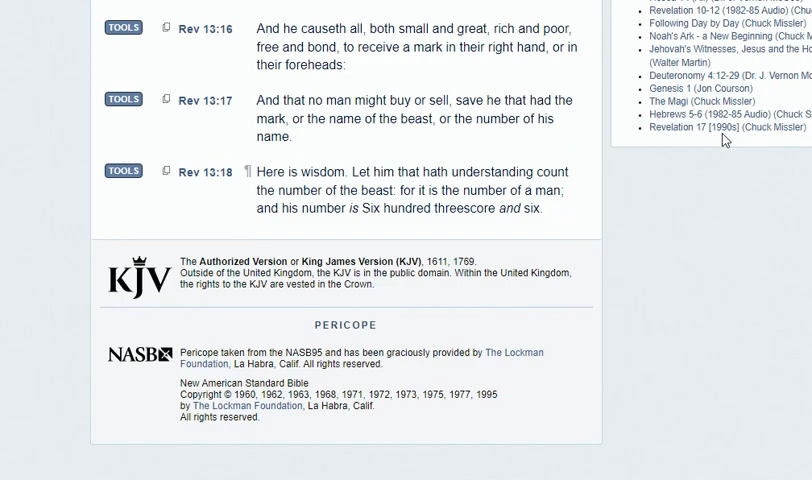 TOOLS Rev 13:16 And he causeth all, both small and great, rich and poor,
free and bond, to receive a mark in their right hand, or in
their foreheads:
TOOLS Rev 13:17 And that no man might buy or sell, save he that had the
mark, or the name of the beast, or the number of his
name.
TOOLS Rev 13:18 ¶ Here is wisdom. Let him that hath understanding count
the number of the beast: for it is the number of a man;
and his number is Six hundred threescore and six.
KJV
The Authorized Version or King James Version (KJV), 1611, 1769.
Outside of the United Kingdom, the KJV is in the public domain. Within the United Kingdom,
the rights to the KJV are vested in the Crown.
PERICOPE
NASB
Pericope taken from the NASB95 and has been graciously provided by The Lockman
Foundation, La Habra, Calif. All rights reserved.
New American Standard Bible
Copyright © 1960, 1962, 1963, 1968, 1971, 1972, 1973, 1975, 1977, 1995
by The Lockman Foundation, La Habra, Calif.
All rights reserved.
Revelation 10-12 (1982-85 Audio) (Chu
Following Day by Day (Chuck Missler)
Noah's Ark - a New Beginning (Chuck M
Jehovah's Witnesses, Jesus and the Ho
(Walter Martin)
Deuteronomy 4:12-29 (Dr. J. Vernon Mc
Genesis 1 (Jon Courson)
The Magi (Chuck Missler)
Hebrews 5-6 (1982-85 Audio) (Chuck S
Revelation 17 [1990s] (Chuck Missler)